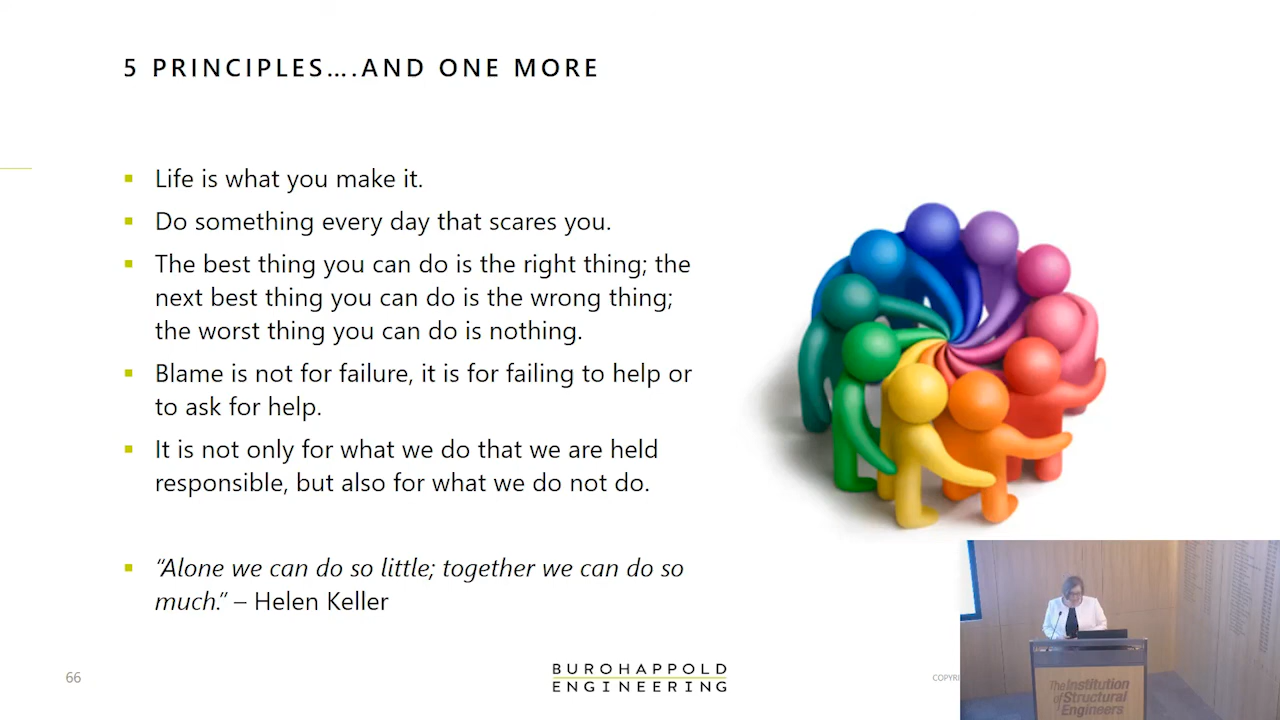 5 PRINCIPLES….AND ONE MORE
Life is what you make it.
Do something every day that scares you.
The best thing you can do is the right thing; the
next best thing you can do is the wrong thing;
the worst thing you can do is nothing.
Blame is not for failure, it is for failing to help or
to ask for help.
It is not only for what we do that we are held
responsible, but also for what we do not do.
“Alone we can do so little; together we can do so
much.” – Helen Keller
66
BUROHAPPOLD
ENGINEERING
The Institution
of Structural
Engineers